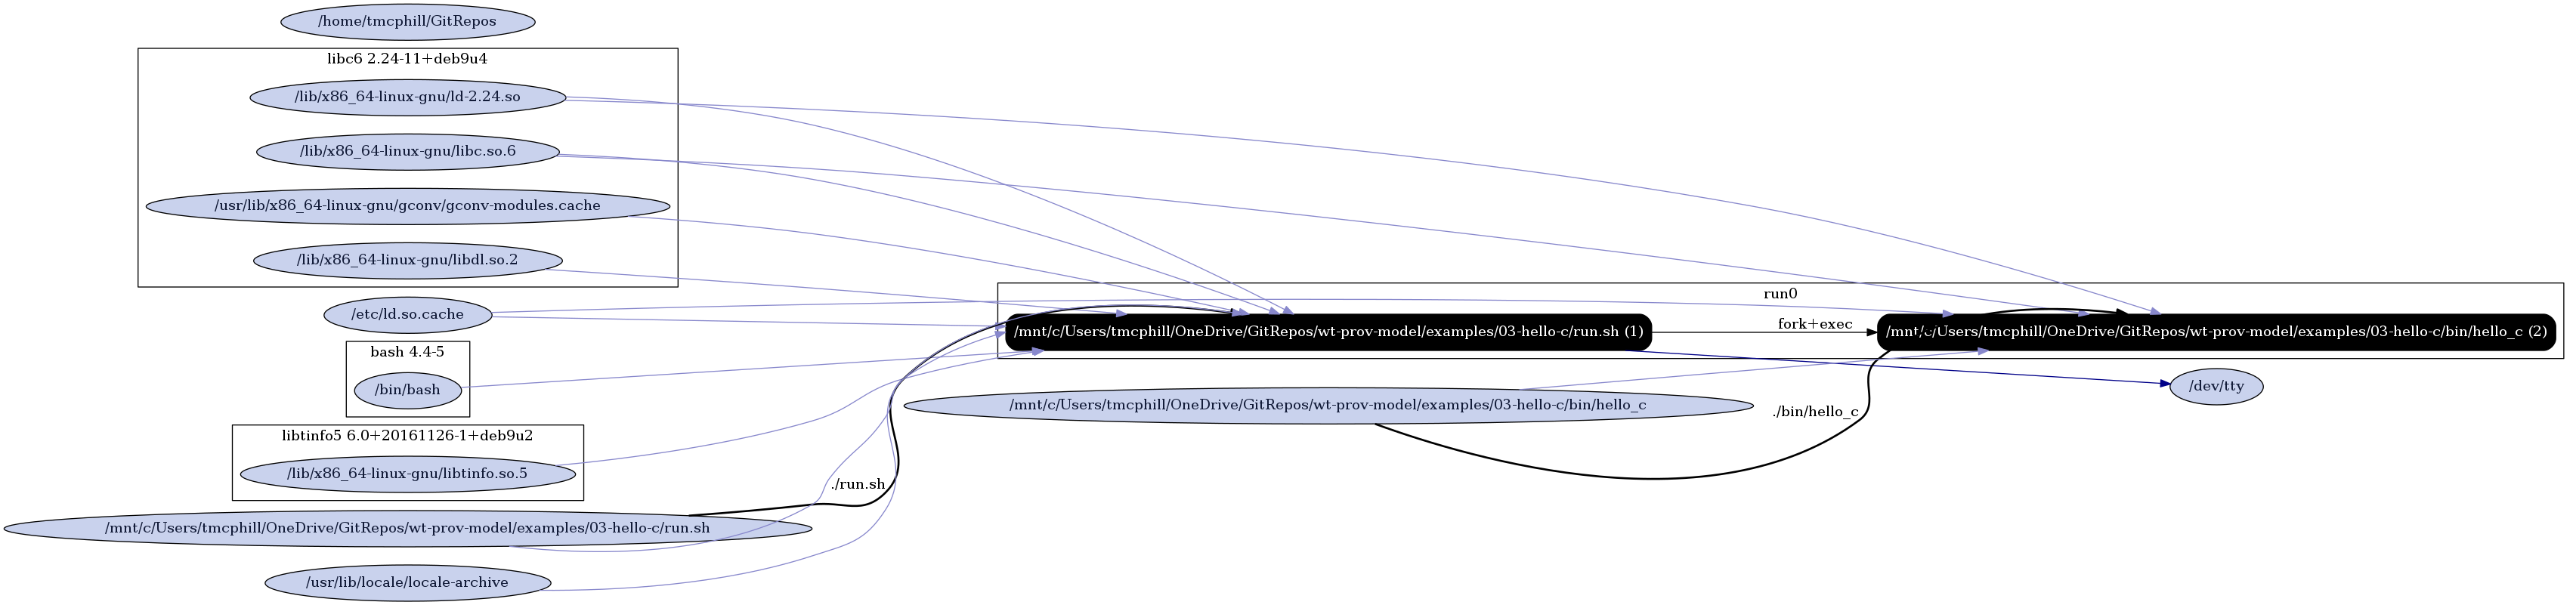 /home/tmcphill/GitRepos
libc6 2.24-11+deb9u4
/lib/x86_64-linux-gnu/ld-2.24.so
/lib/x86_64-linux-gnu/libc.so.6
/usr/lib/x86_64-linux-gnu/gconv/gconv-modules.cache
/lib/x86_64-linux-gnu/libdl.so.2
/etc/ld.so.cache
bash 4.4-5
/bin/bash
libtinfo5 6.0+20161126-1+deb9u2
/lib/x86_64-linux-gnu/libtinfo.so.5
/mnt/c/Users/tmcphill/OneDrive/GitRepos/wt-prov-model/examples/03-hello-c/run.sh
/usr/lib/locale/locale-archive
./run.sh
run0
/mnt/c/Users/tmcphill/OneDrive/GitRepos/wt-prov-model/examples/03-hello-c/run.sh (1)
fork+exec
/mnt/c/Users/tmcphill/OneDrive/GitRepos/wt-prov-model/examples/03-hello-c/bin/hello_c (2)
/mnt/c/Users/tmcphill/OneDrive/GitRepos/wt-prov-model/examples/03-hello-c/bin/hello_c
./bin/hello_c
/dev/tty